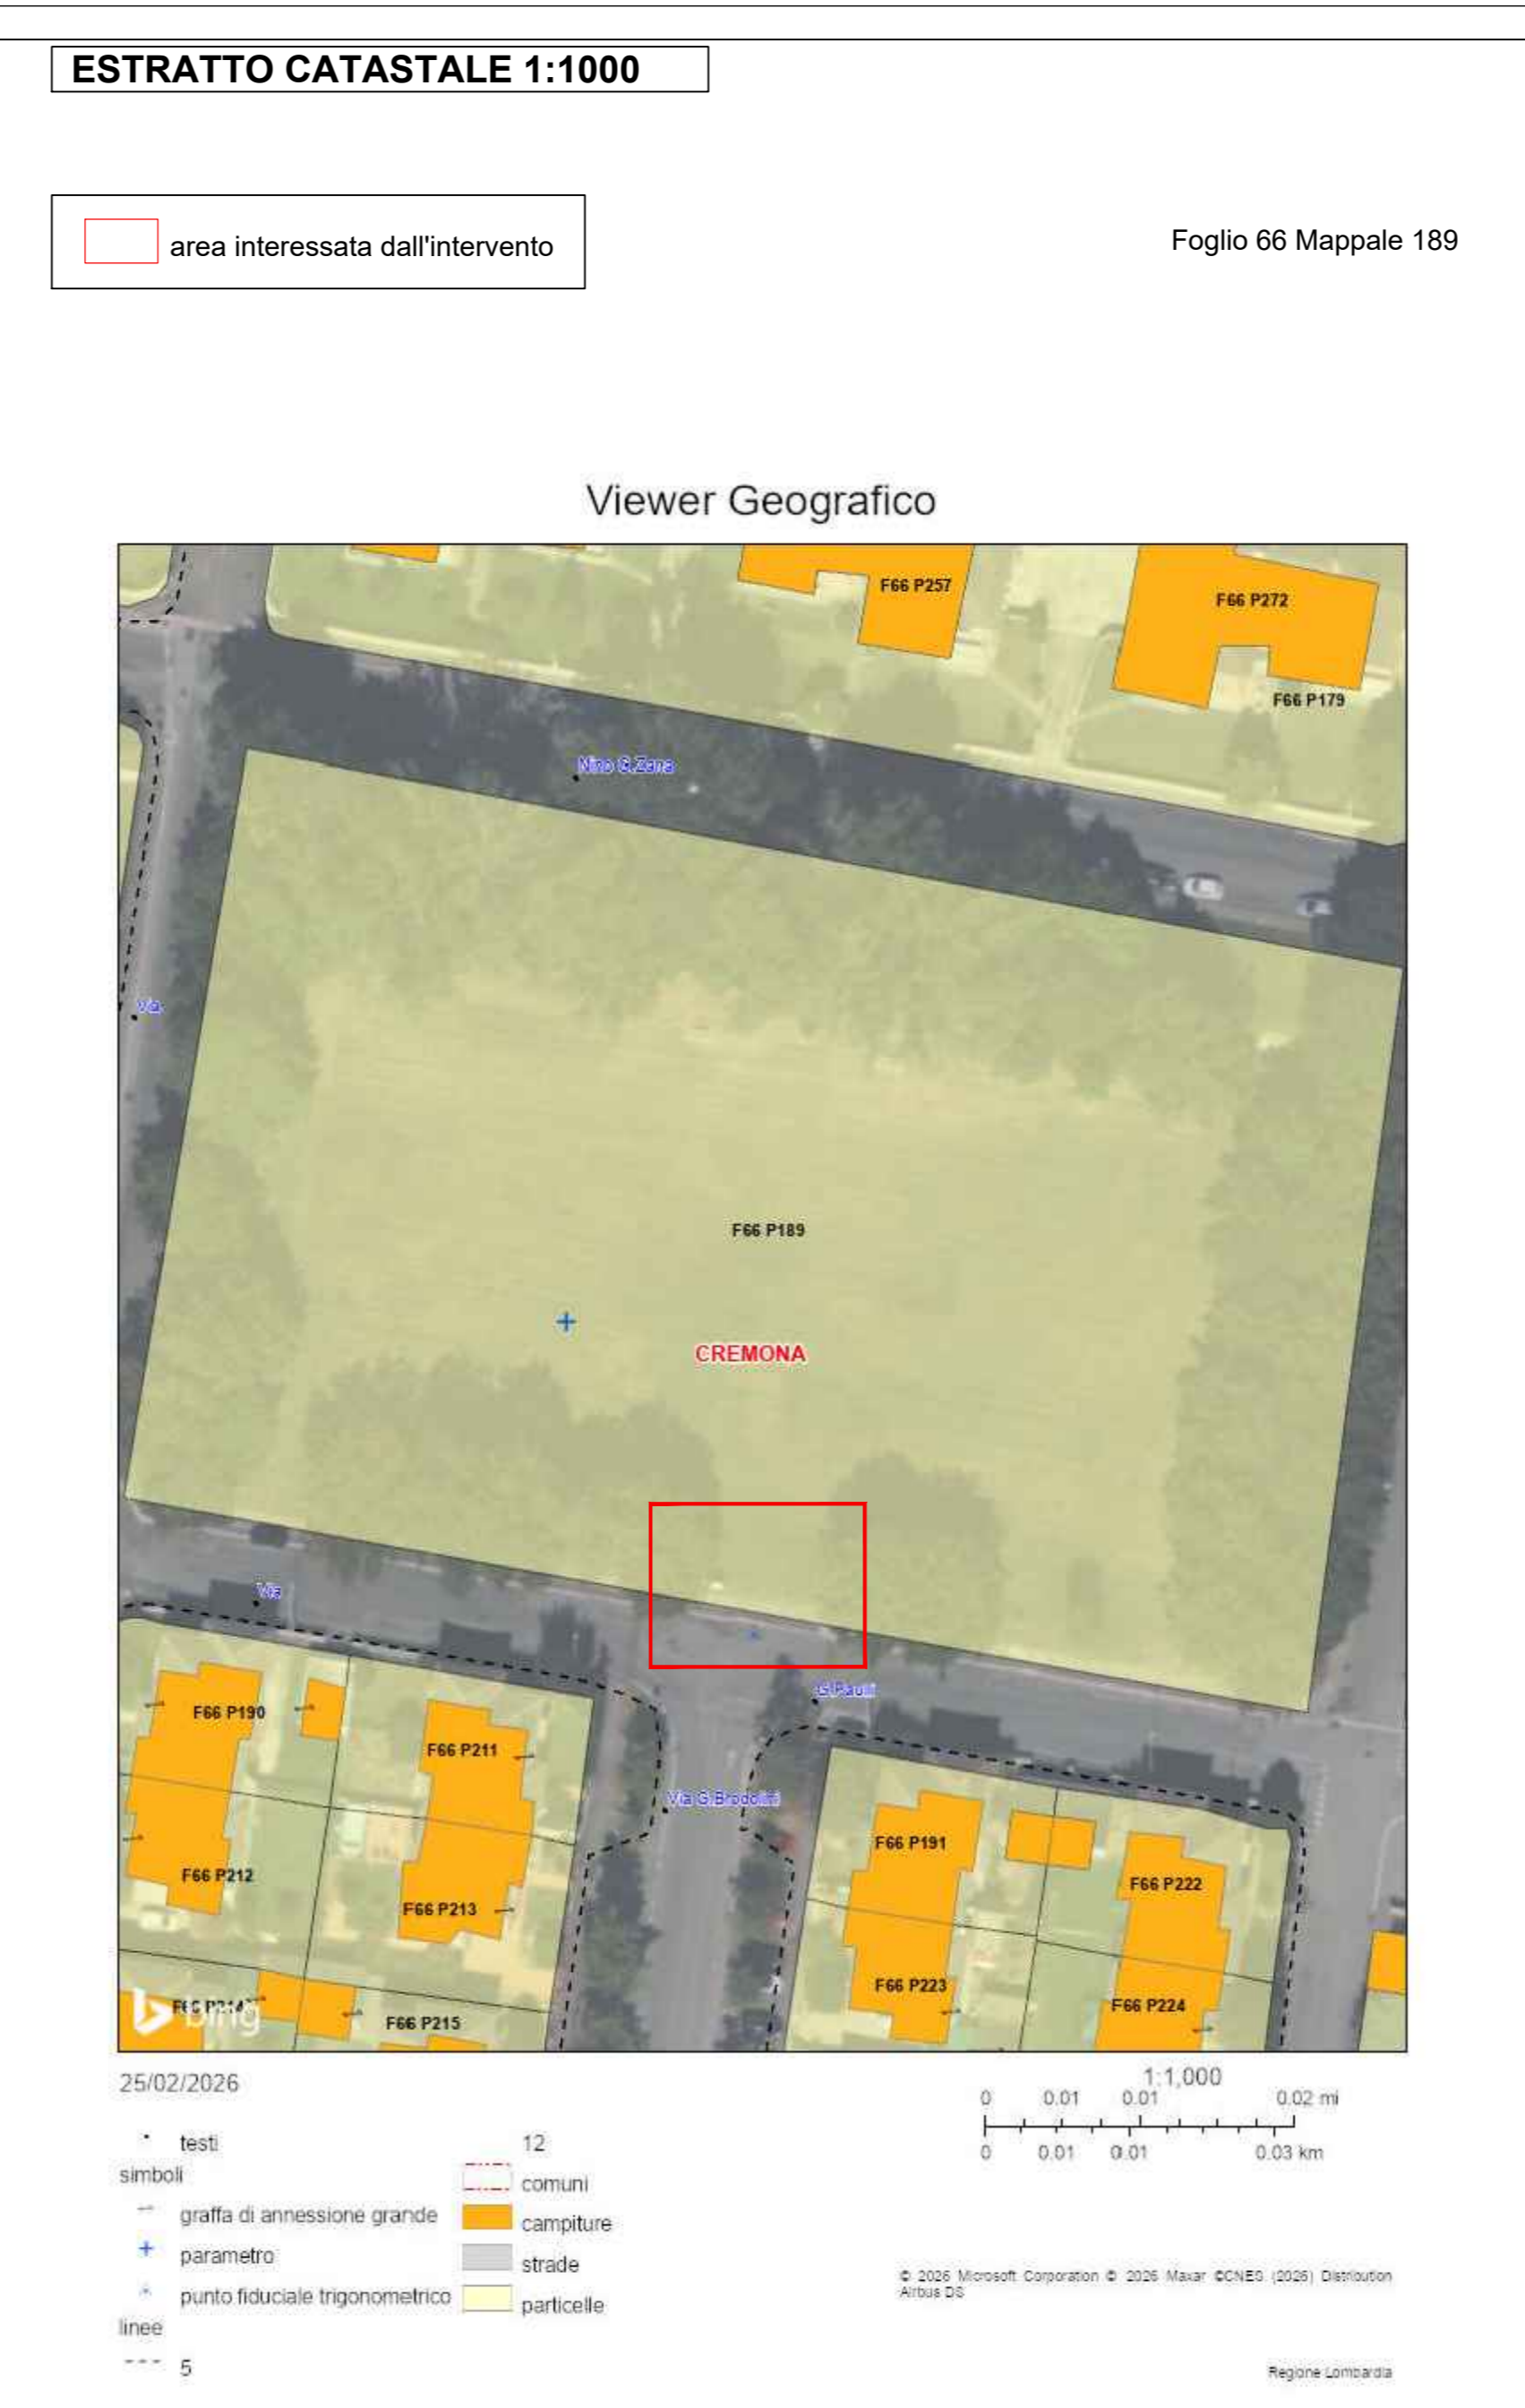 ESTRATTO CATASTALE 1:1000
area interessata dall'intervento
Foglio 66 Mappale 189
Viewer Geografico
F66 P257
F66 P272
F66 P179
Nino G.Zana
Via
F66 P189
CREMONA
Via
G.Paulli
F66 P190
F66 P211
Via G.Brodolini
F66 P191
F66 P212
F66 P222
F66 P213
F66 P223
F66 P224
bing
F66 P215
25/02/2026
1:1,000
0 0.01 0.01 0.02 mi
0 0.01 0.01 0.03 km
testi
simboli
graffa di annessione grande
parametro
punto fiduciale trigonometrico
linee
5
12
comuni
campiture
strade
particelle
© 2026 Microsoft Corporation © 2026 Maxar ©CNES (2026) Distribution
Airbus DS
Regione Lombardia